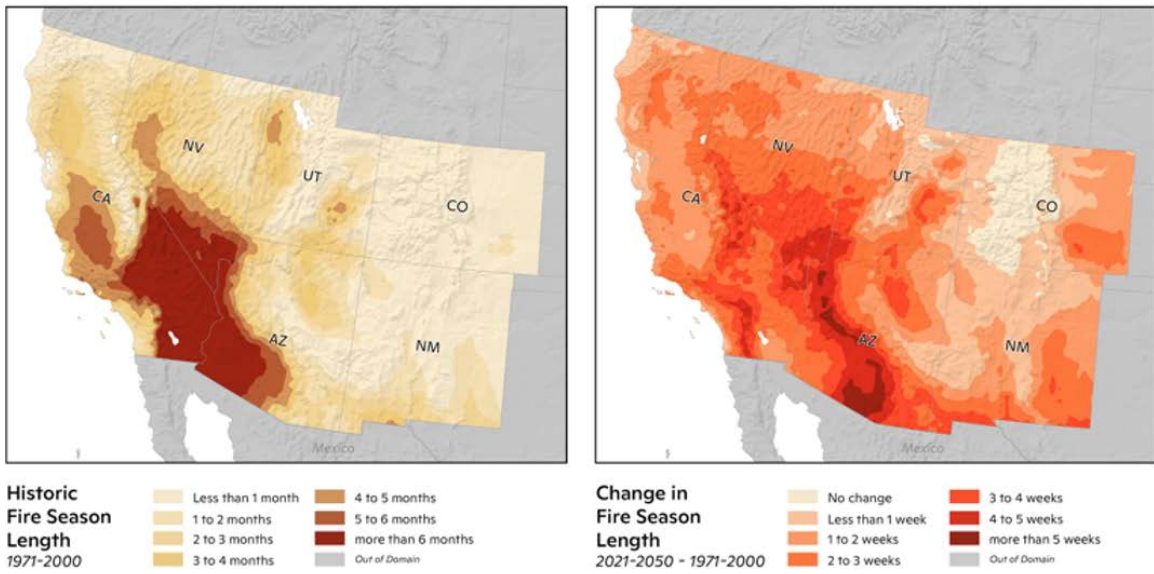 NV
UT
CA
CO
AZ
NM
Mexico
Historic
Fire Season
Length
1971-2000
Less than 1 month
1 to 2 months
2 to 3 months
3 to 4 months
4 to 5 months
5 to 6 months
more than 6 months
Out of Domain
NV
UT
CA
CO
AZ
NM
Mexico
Change in
Fire Season
Length
2021-2050 - 1971-2000
No change
Less than 1 week
1 to 2 weeks
2 to 3 weeks
3 to 4 weeks
4 to 5 weeks
more than 5 weeks
Out of Domain